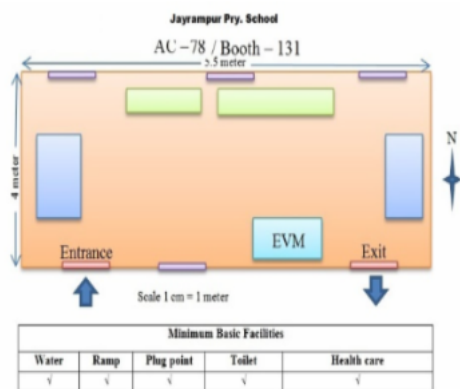 Jayrampur Pry. School
AC -78 / Booth – 131
5.5 meter
4 meter
N
EVM
Entrance
Exit
Scale 1 cm = 1 meter
Minimum Basic Facilities
Water Ramp Plug point Toilet Health care
√ √ √ √ √